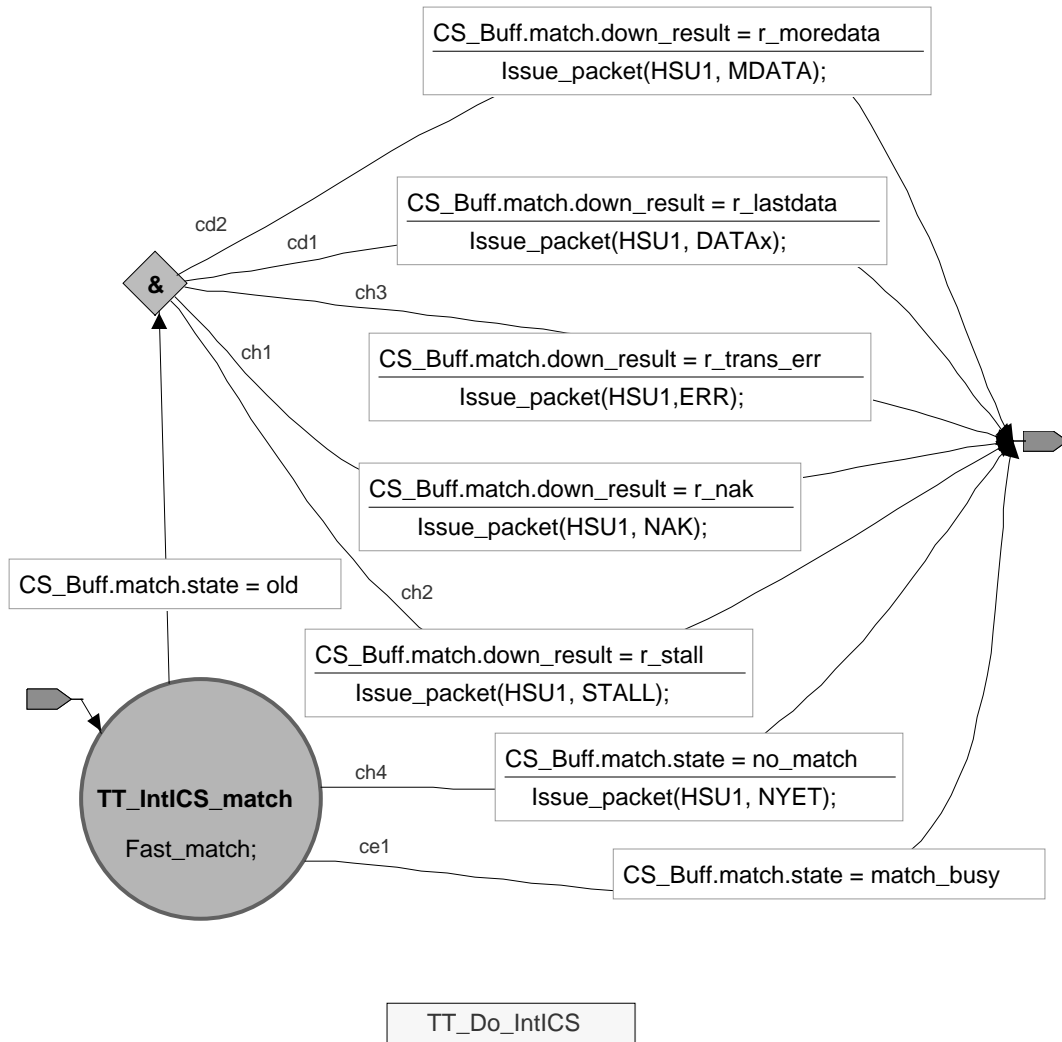 CS_Buff.match.down_result = r_moredata
Issue_packet(HSU1, MDATA);
cd2
CS_Buff.match.down_result = r_lastdata
Issue_packet(HSU1, DATAx);
cd1
&
ch3
CS_Buff.match.down_result = r_trans_err
Issue_packet(HSU1,ERR);
ch1
CS_Buff.match.down_result = r_nak
Issue_packet(HSU1, NAK);
CS_Buff.match.state = old
ch2
CS_Buff.match.down_result = r_stall
Issue_packet(HSU1, STALL);
TT_IntICS_match
Fast_match;
ch4
CS_Buff.match.state = no_match
Issue_packet(HSU1, NYET);
ce1
CS_Buff.match.state = match_busy
TT_Do_IntICS